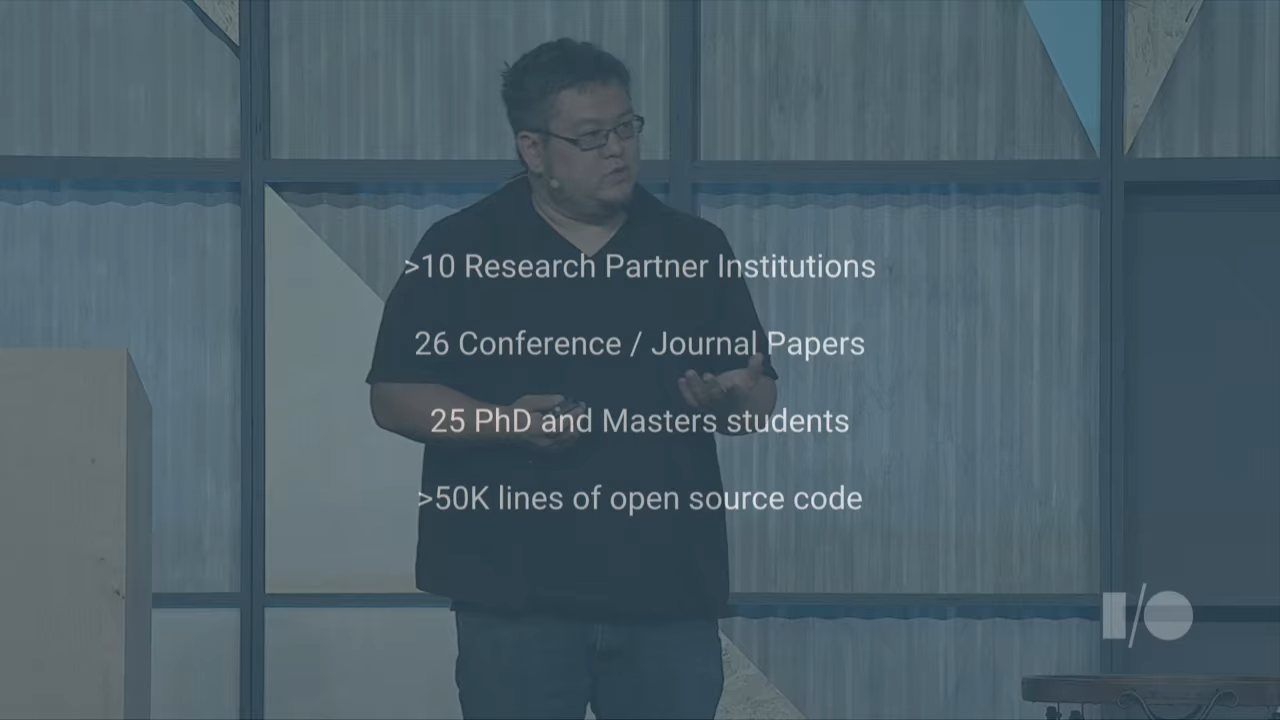 >10 Research Partner Institutions
26 Conference / Journal Papers
25 PhD and Masters students
>50K lines of open source code
I/O